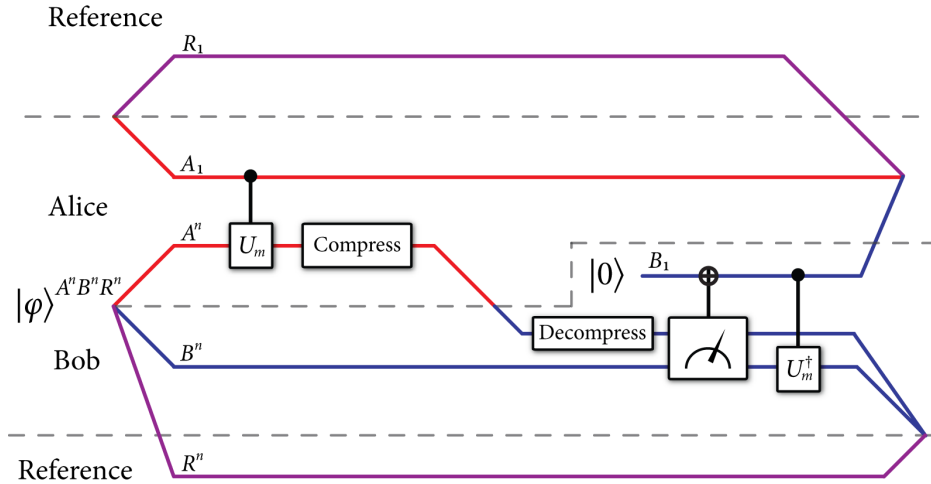 Reference
R₁
A₁
Alice
Aⁿ
Uₘ
Compress
|φ⟩^{AⁿBⁿRⁿ}
|0⟩
B₁
Decompress
Bob
Bⁿ
Uₘ†
Reference
Rⁿ